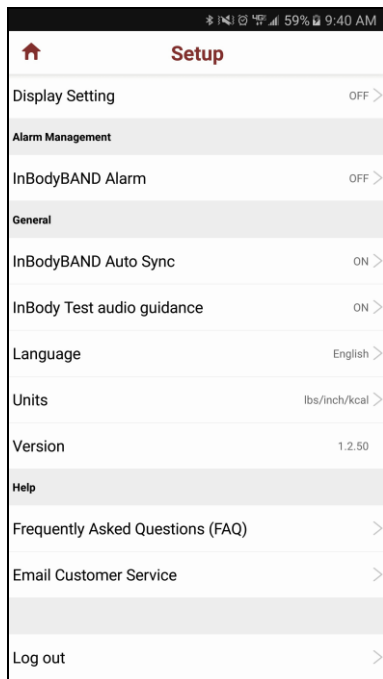 59% 9:40 AM
Setup
Display Setting OFF
Alarm Management
InBodyBAND Alarm OFF
General
InBodyBAND Auto Sync ON
InBody Test audio guidance ON
Language English
Units lbs/inch/kcal
Version 1.2.50
Help
Frequently Asked Questions (FAQ)
Email Customer Service
Log out